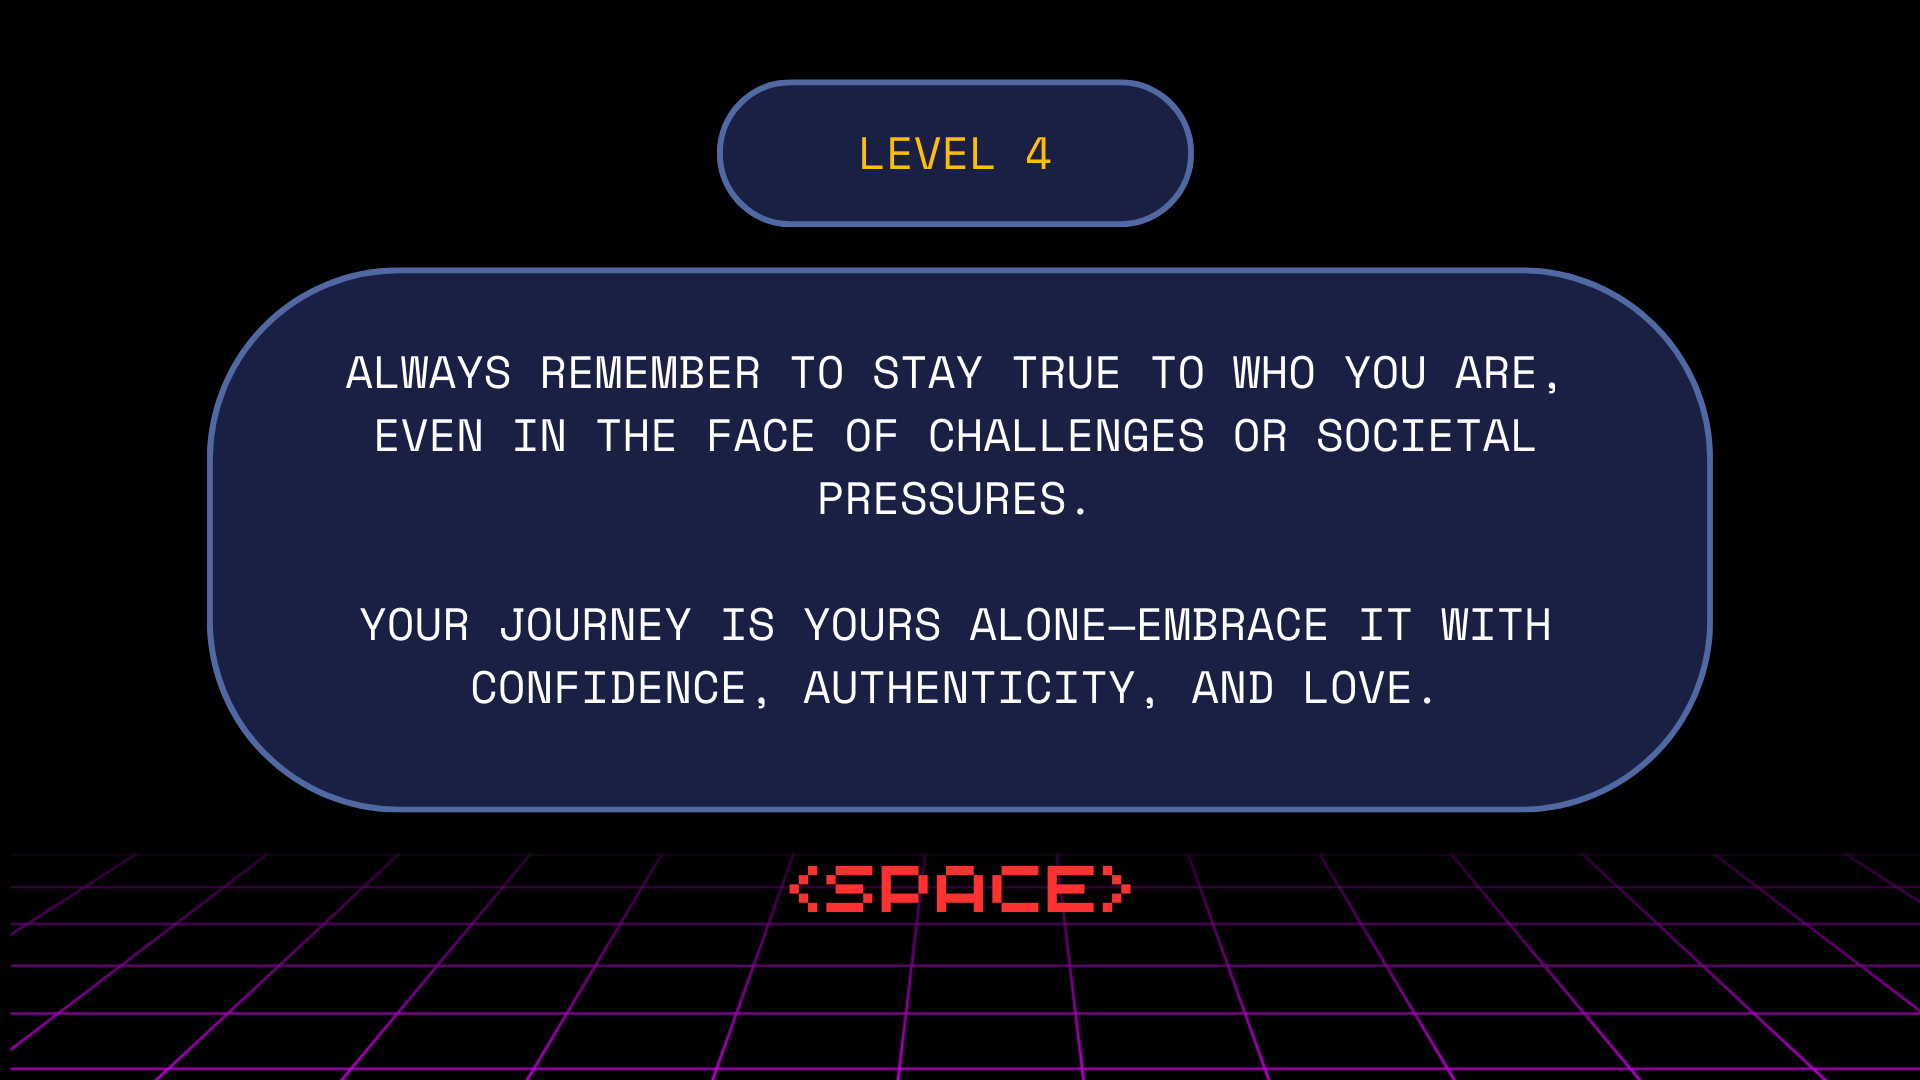 LEVEL 4
ALWAYS REMEMBER TO STAY TRUE TO WHO YOU ARE,
EVEN IN THE FACE OF CHALLENGES OR SOCIETAL
PRESSURES.
YOUR JOURNEY IS YOURS ALONE—EMBRACE IT WITH
CONFIDENCE, AUTHENTICITY, AND LOVE.
<SPACE>